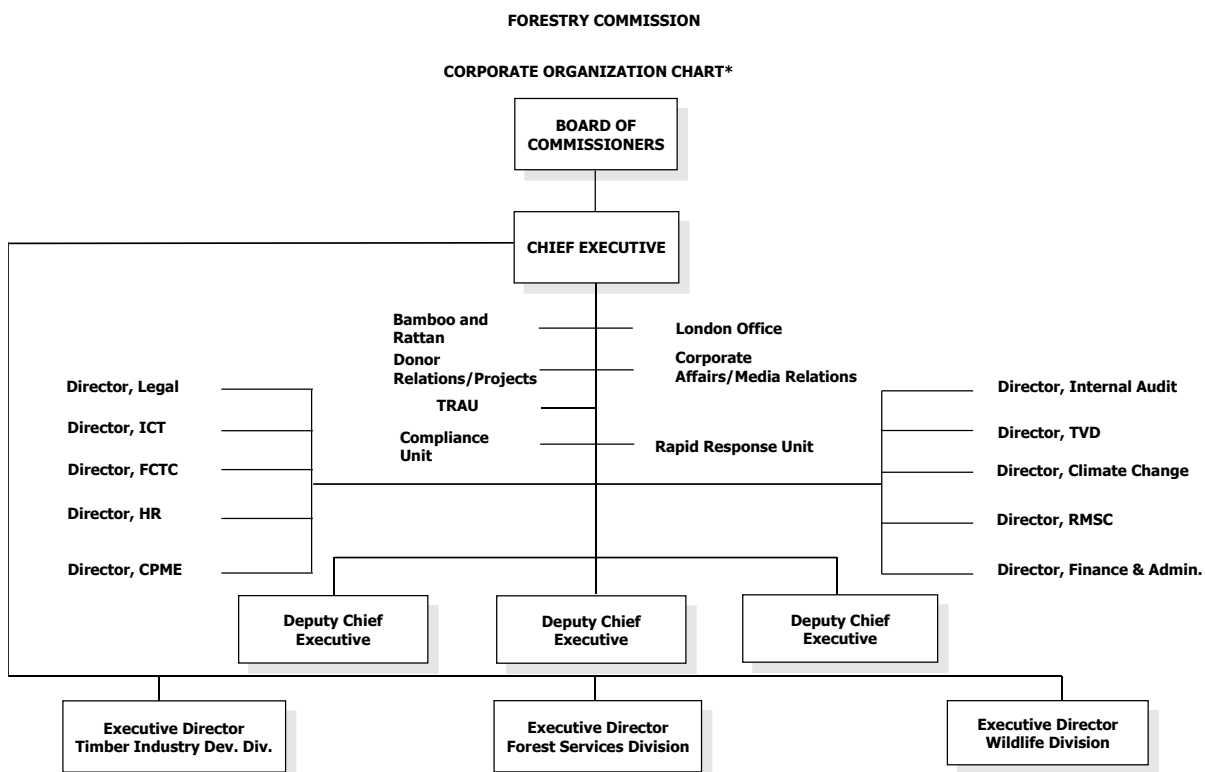 FORESTRY COMMISSION
CORPORATE ORGANIZATION CHART*
BOARD OF
COMMISSIONERS
CHIEF EXECUTIVE
Bamboo and
Rattan
London Office
Donor
Relations/Projects
Corporate
Affairs/Media Relations
TRAU
Compliance
Unit
Rapid Response Unit
Director, Legal
Director, ICT
Director, FCTC
Director, HR
Director, CPME
Director, Internal Audit
Director, TVD
Director, Climate Change
Director, RMSC
Director, Finance & Admin.
Deputy Chief
Executive
Deputy Chief
Executive
Deputy Chief
Executive
Executive Director
Timber Industry Dev. Div.
Executive Director
Forest Services Division
Executive Director
Wildlife Division